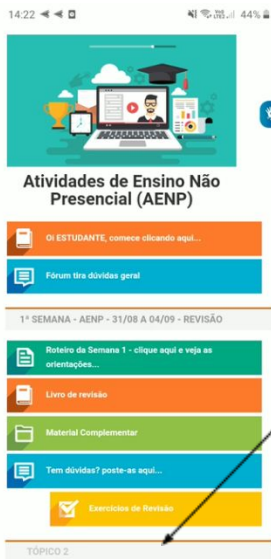 14:22
44%
Atividades de Ensino Não
Presencial (AENP)
OI ESTUDANTE, comece clicando aqui...
Fórum tira dúvidas geral
1ª SEMANA - AENP - 31/08 A 04/09 - REVISÃO
Roteiro da Semana 1 - clique aqui e veja as
orientações...
Livro de revisão
Material Complementar
Tem dúvidas? poste-as aqui...
Exercícios de Revisão
TÓPICO 2